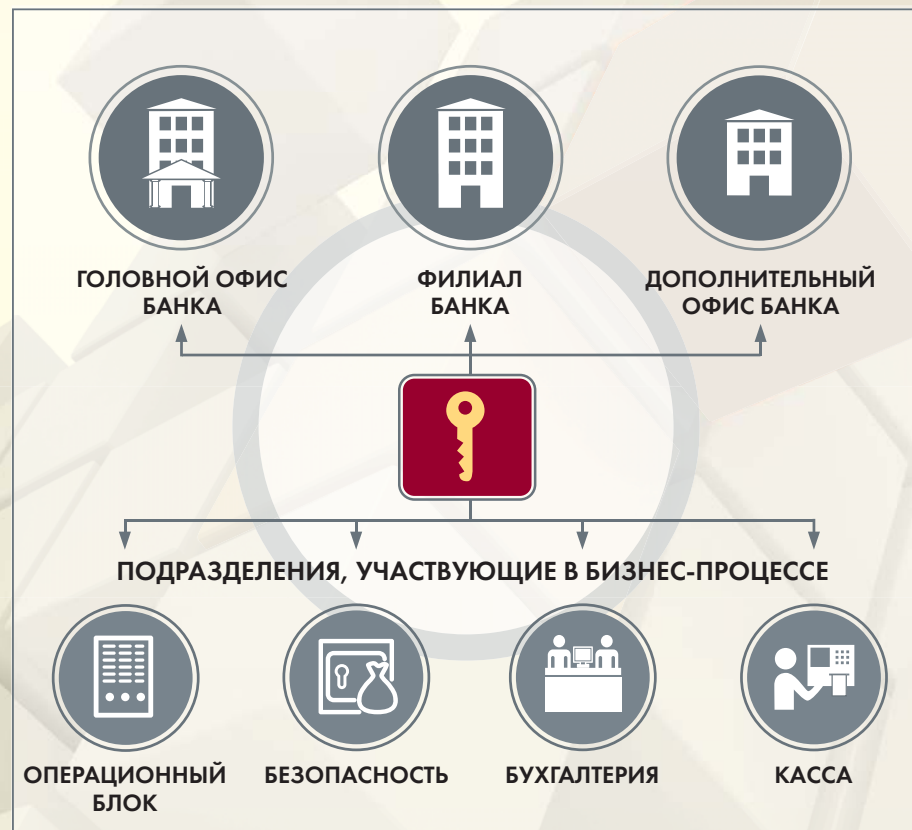 ГОЛОВНОЙ ОФИС
БАНКА
ФИЛИАЛ
БАНКА
ДОПОЛНИТЕЛЬНЫЙ
ОФИС БАНКА
ПОДРАЗДЕЛЕНИЯ, УЧАСТВУЮЩИЕ В БИЗНЕС-ПРОЦЕССЕ
ОПЕРАЦИОННЫЙ
БЛОК
БЕЗОПАСНОСТЬ
БУХГАЛТЕРИЯ
КАССА